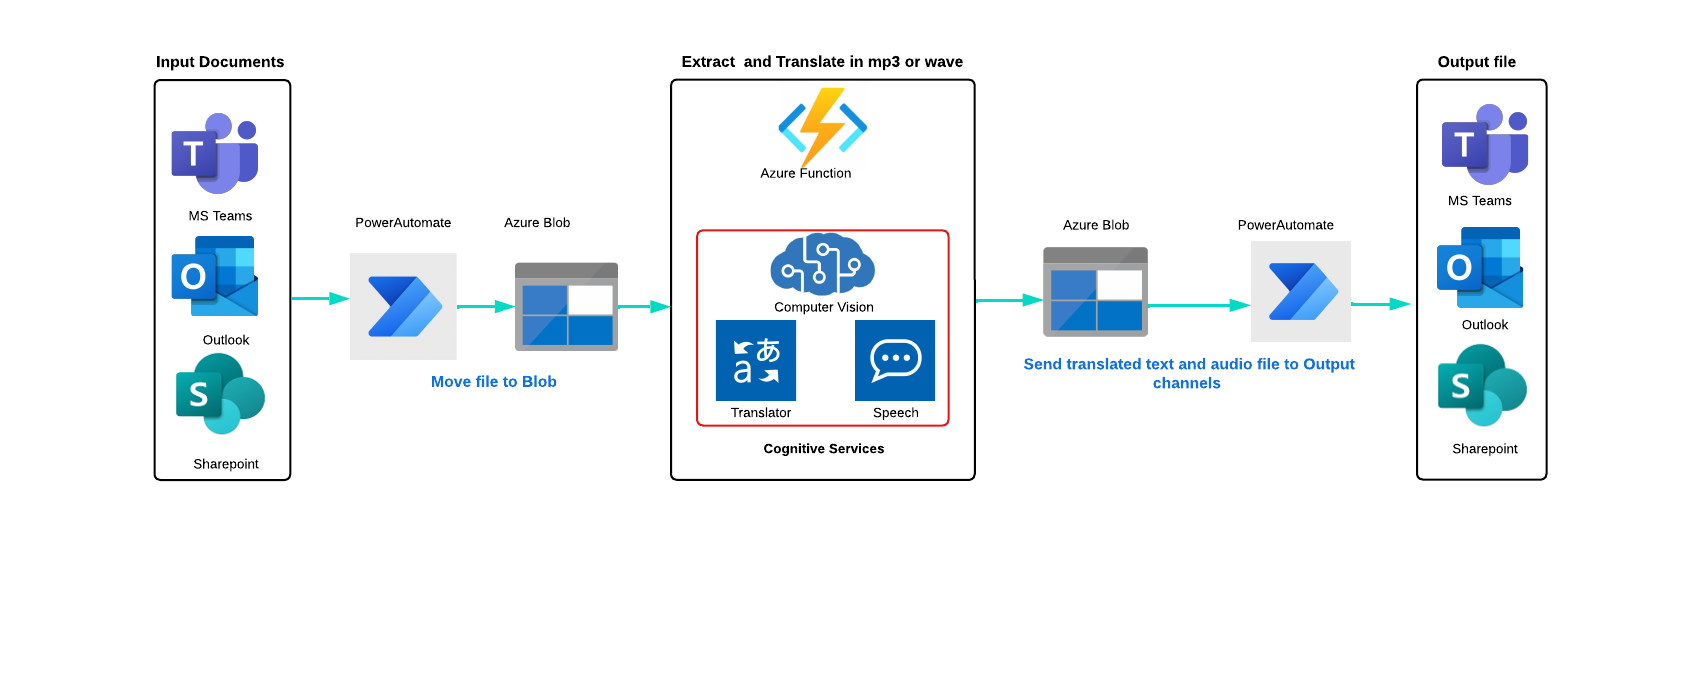 Input Documents
T
MS Teams
O
Outlook
S
Sharepoint
PowerAutomate
Azure Blob
Move file to Blob
Extract  and Translate in mp3 or wave
Azure Function
Computer Vision
あ
a
Translator
Speech
Cognitive Services
Azure Blob
PowerAutomate
Send translated text and audio file to Output
channels
Output file
T
MS Teams
O
Outlook
S
Sharepoint